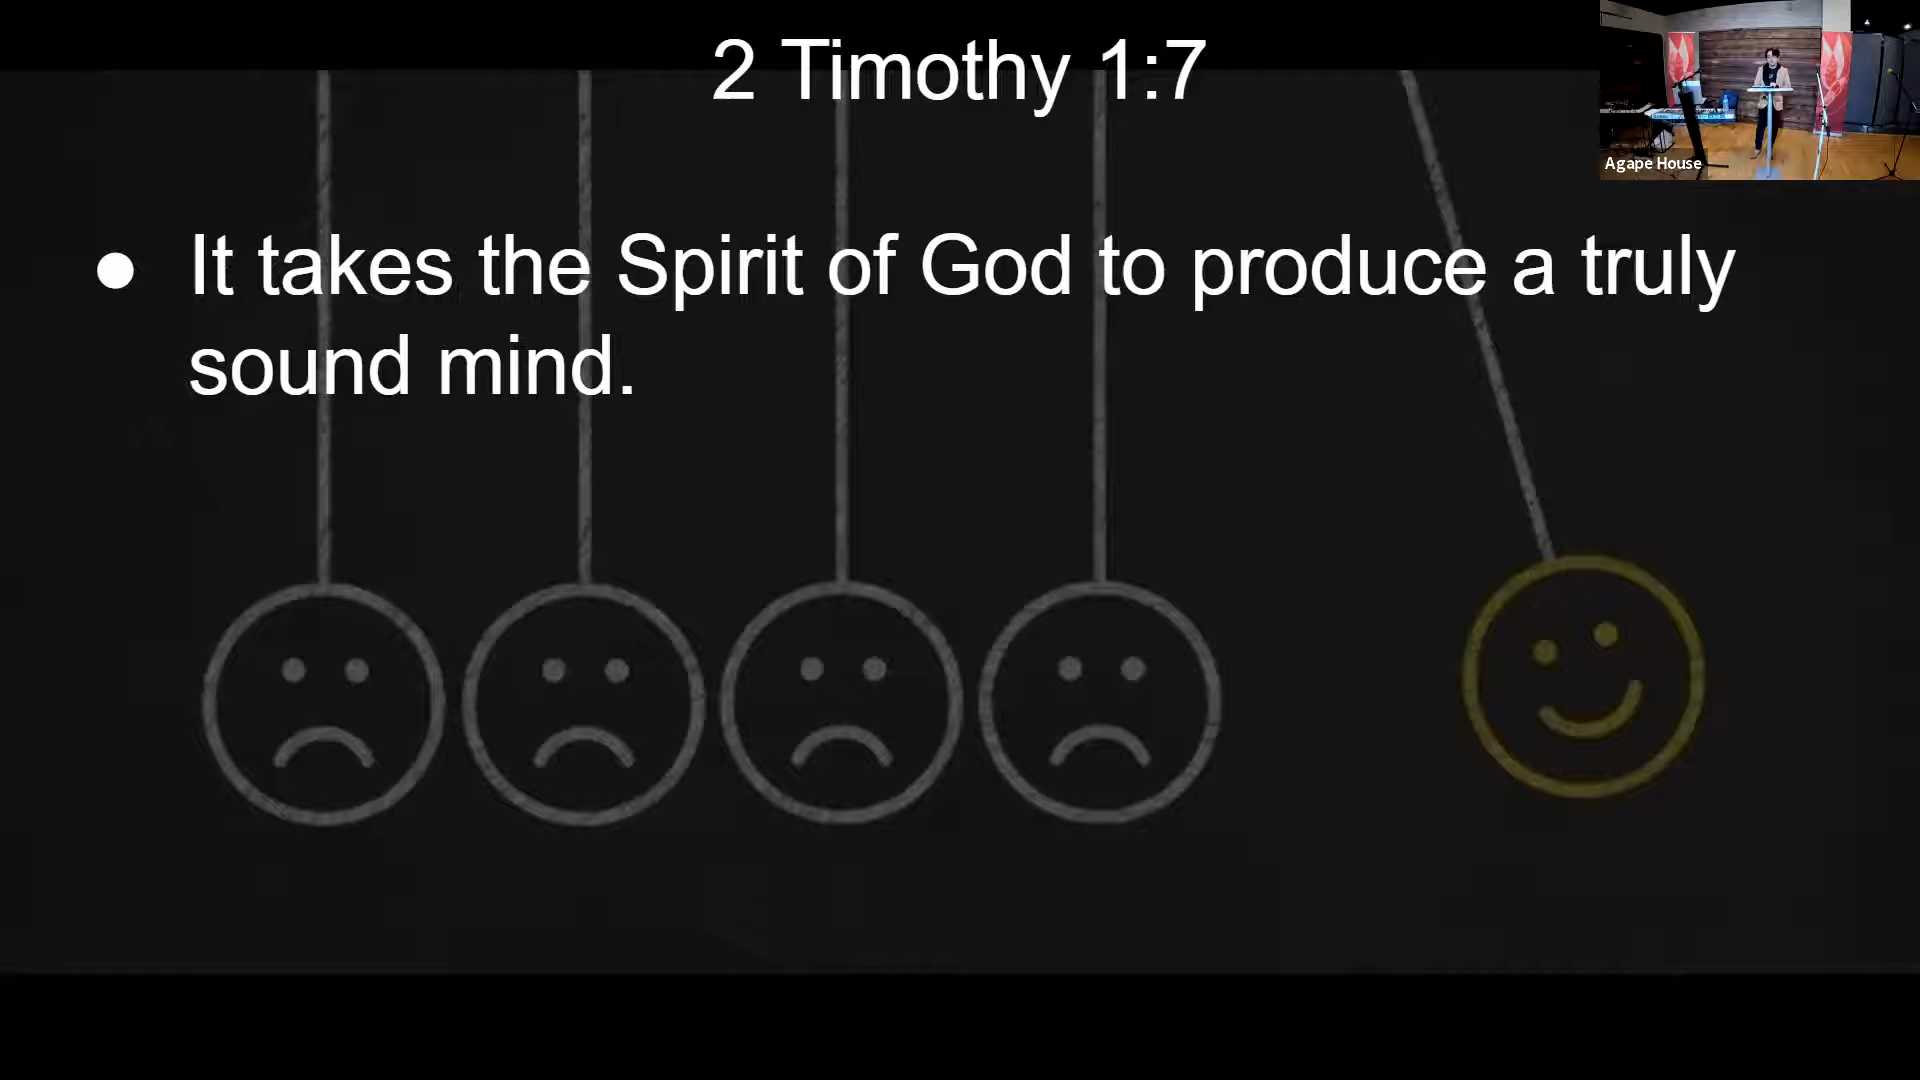 2 Timothy 1:7
Agape House
● It takes the Spirit of God to produce a truly
sound mind.